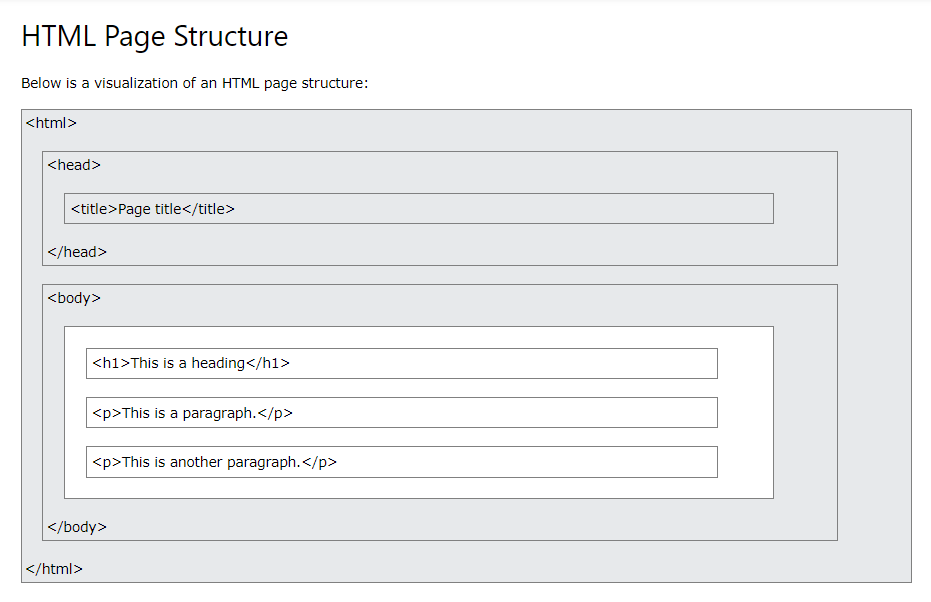 HTML Page Structure
Below is a visualization of an HTML page structure:
<html>
<head>
<title>Page title</title>
</head>
<body>
<h1>This is a heading</h1>
<p>This is a paragraph.</p>
<p>This is another paragraph.</p>
</body>
</html>